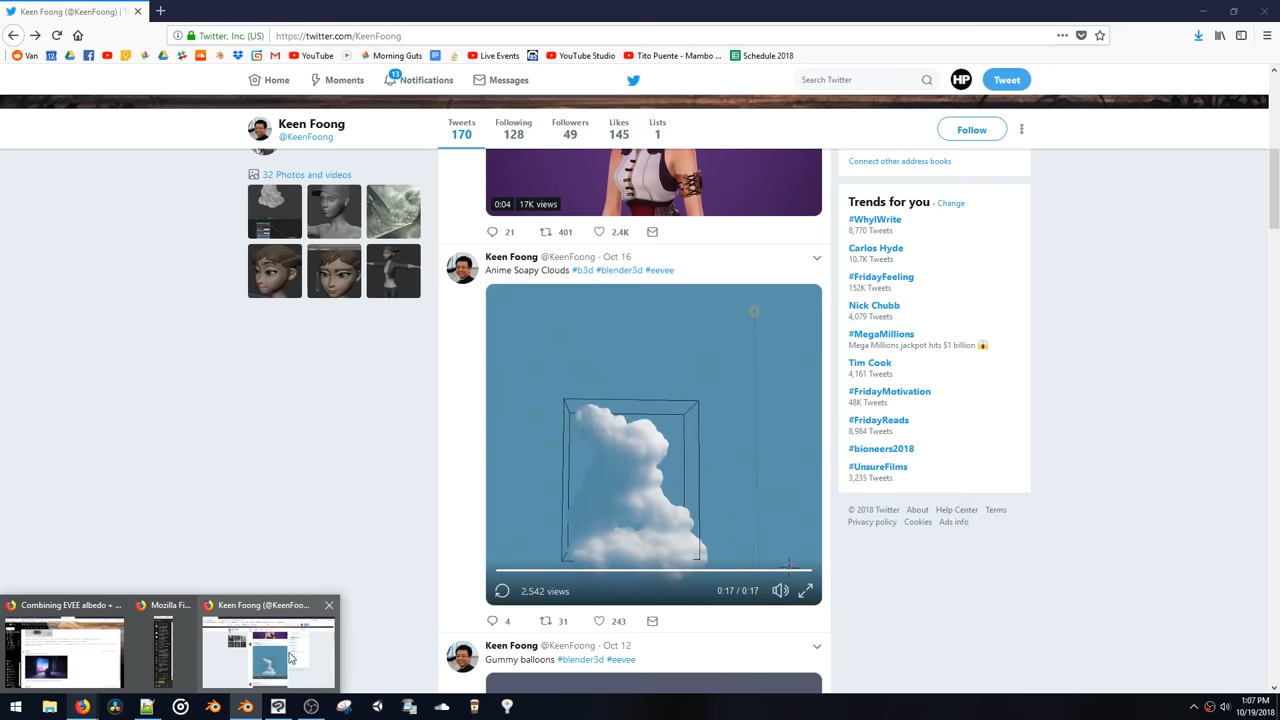 Keen Foong (@KeenFoong) | T
Twitter, Inc. (US)
https://twitter.com/KeenFoong
Van
YouTube
Morning Guts
Live Events
YouTube Studio
Tito Puente - Mambo ...
Schedule 2018
Home
Moments
13
Notifications
Messages
Search Twitter
HP
Tweet
Keen Foong
@KeenFoong
Tweets
170
Following
128
Followers
49
Likes
145
Lists
1
Follow
32 Photos and videos
0:04 17K views
21 401 2.4K
Keen Foong @KeenFoong · Oct 16
Anime Soapy Clouds #b3d #blender3d #eevee
2,542 views
0:17 / 0:17
4 31 243
Keen Foong @KeenFoong · Oct 12
Gummy balloons #blender3d #eevee
Connect other address books
Trends for you · Change
#WhyIWrite
8,770 Tweets
Carlos Hyde
10.7K Tweets
#FridayFeeling
152K Tweets
Nick Chubb
4,079 Tweets
#MegaMillions
Mega Millions jackpot hits $1 billion 😱
Tim Cook
4,161 Tweets
#FridayMotivation
48K Tweets
#FridayReads
8,984 Tweets
#bioneers2018
#UnsureFilms
3,235 Tweets
© 2018 Twitter About Help Center Terms
Privacy policy Cookies Ads info
Combining EVEE albedo + ...
Mozilla Fi...
Keen Foong (@KeenFoo...
1:07 PM
10/19/2018